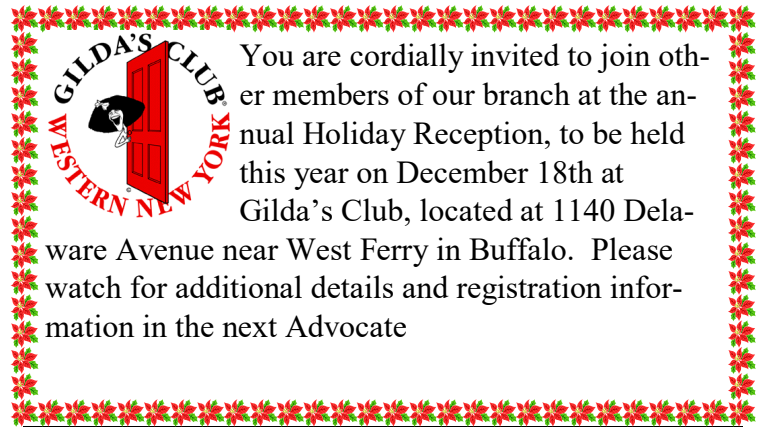 GILDA'S CLUB®
WESTERN NEW YORK
©
You are cordially invited to join oth-
er members of our branch at the an-
nual Holiday Reception, to be held
this year on December 18th at
Gilda’s Club, located at 1140 Dela-
ware Avenue near West Ferry in Buffalo.  Please
watch for additional details and registration infor-
mation in the next Advocate